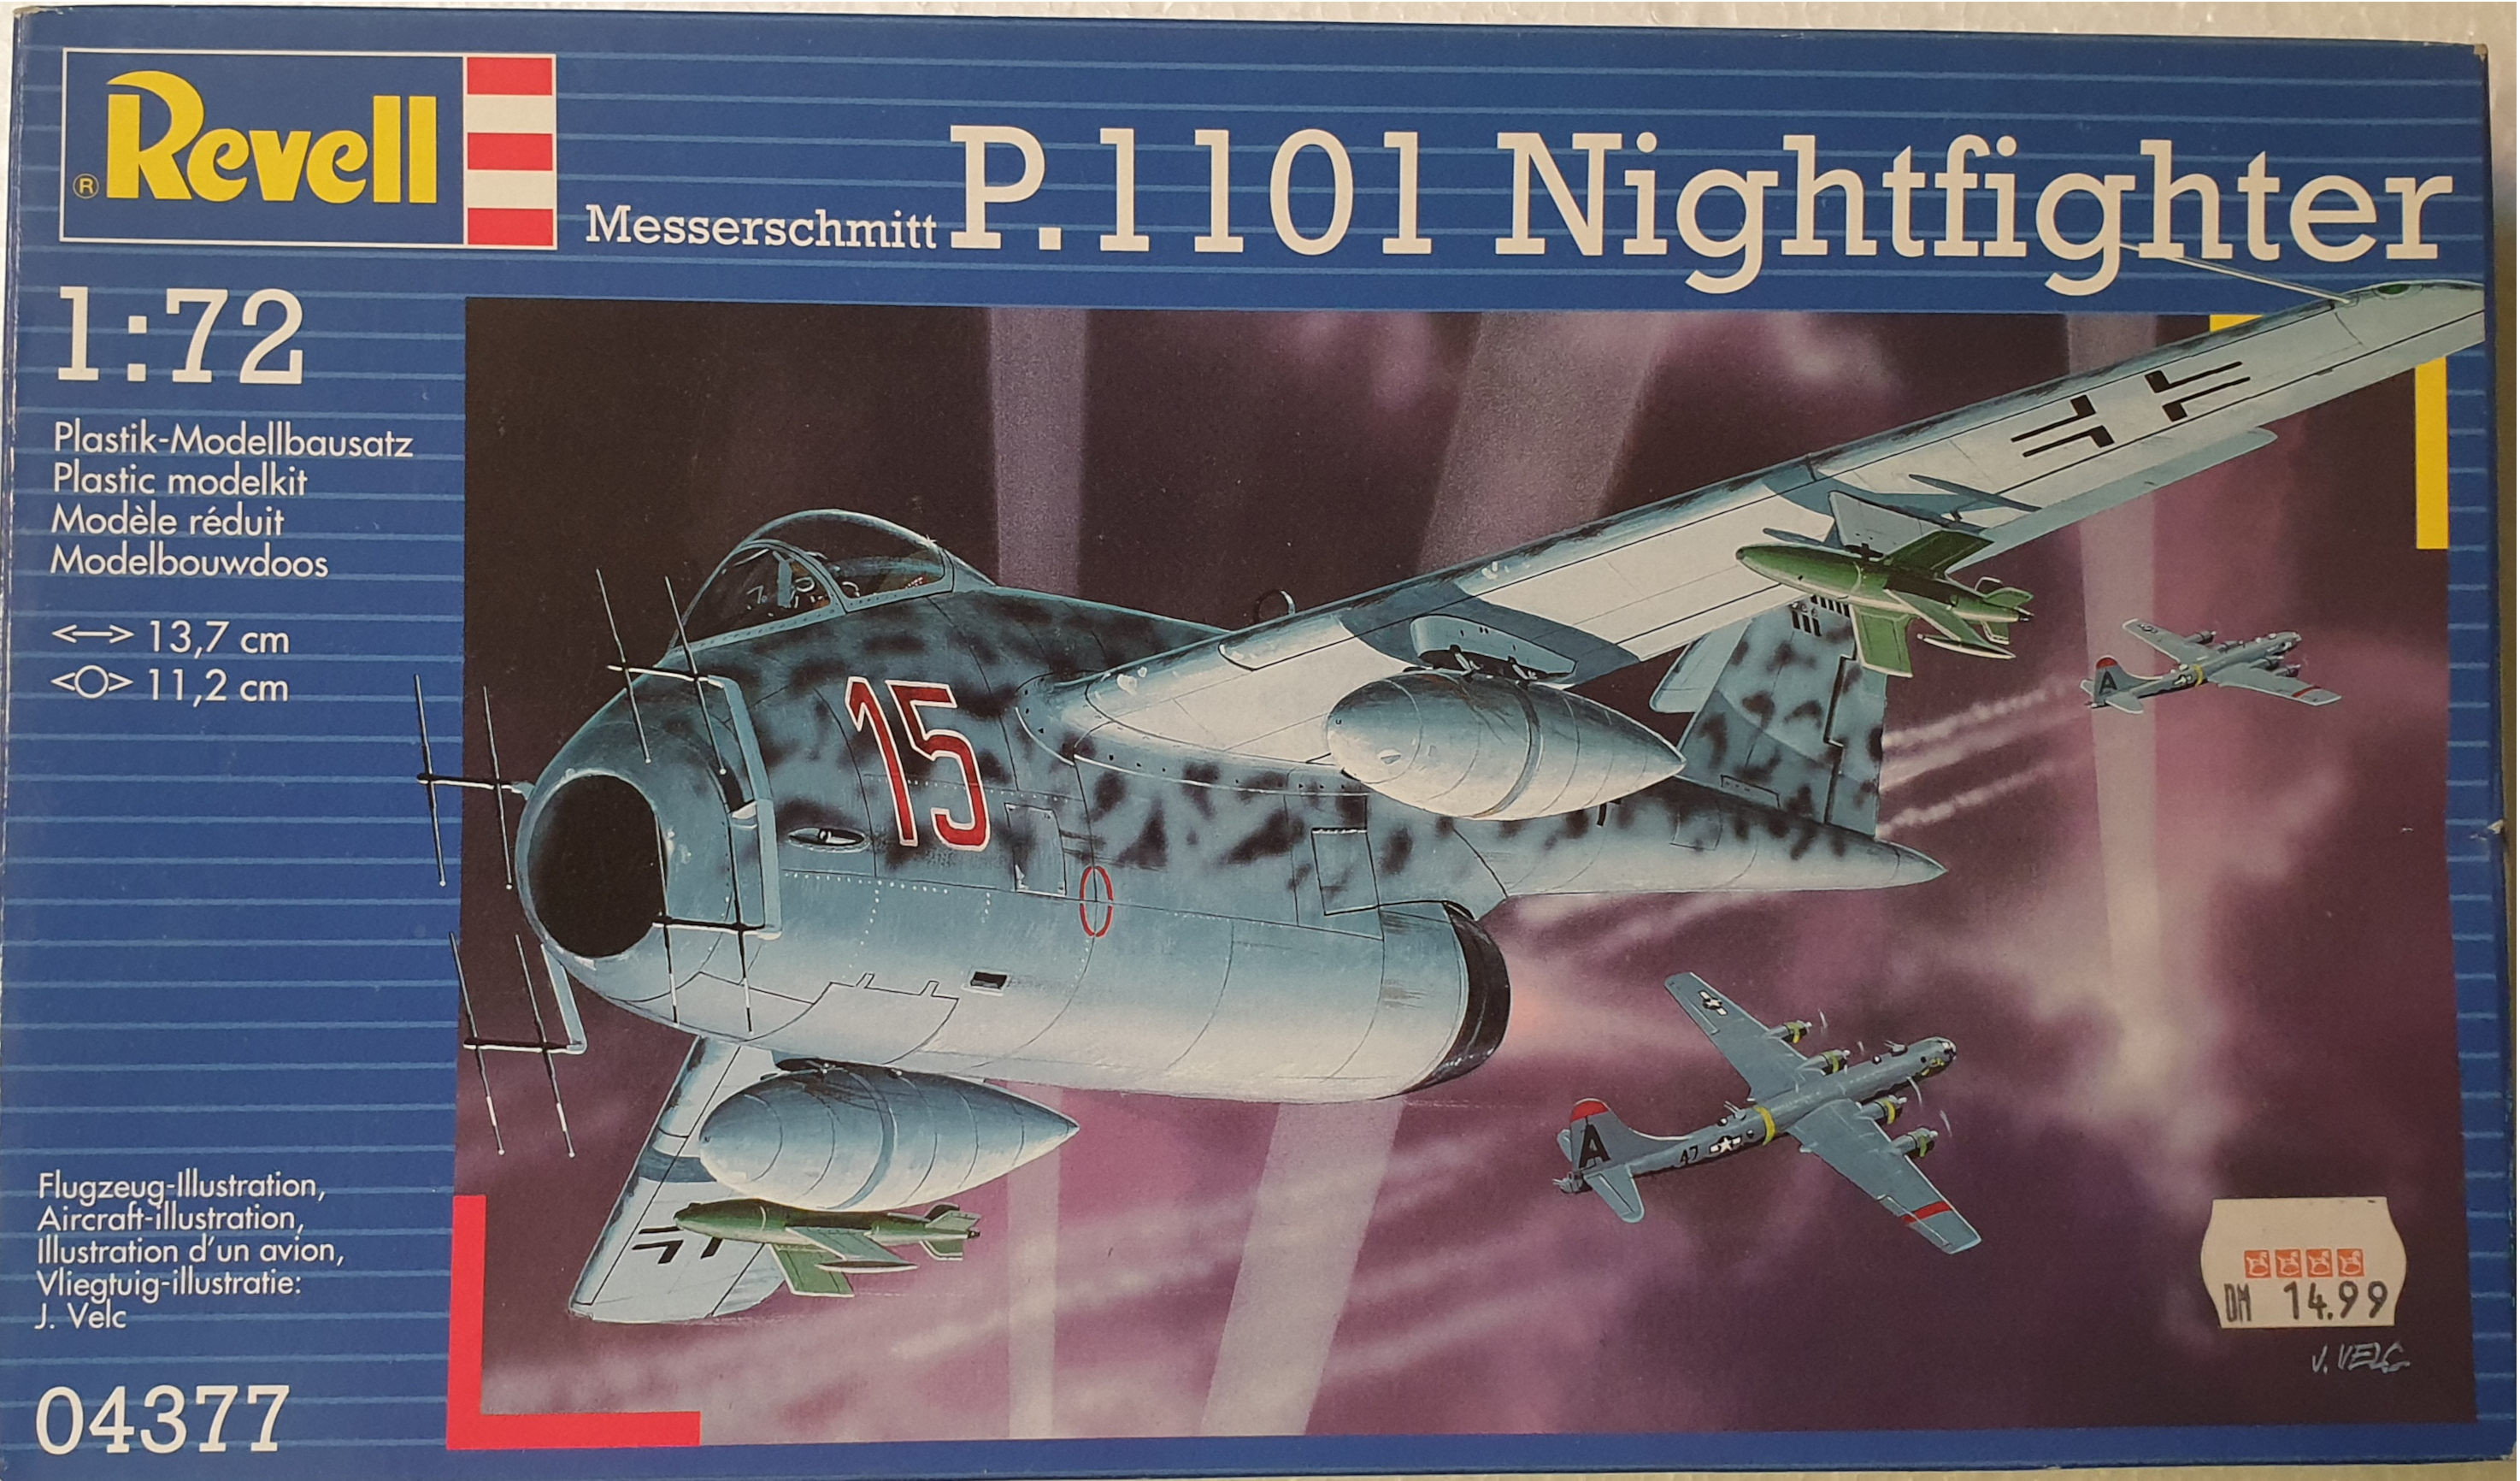 ® Revell
Messerschmitt P.1101 Nightfighter
1:72
Plastik-Modellbausatz
Plastic modelkit
Modèle réduit
Modelbouwdoos
<—> 13,7 cm
<O> 11,2 cm
15
A
A
47
Flugzeug-Illustration,
Aircraft-illustration,
Illustration d'un avion,
Vliegtuig-illustratie:
J. Velc
04377
DM 14.99
J. VELC